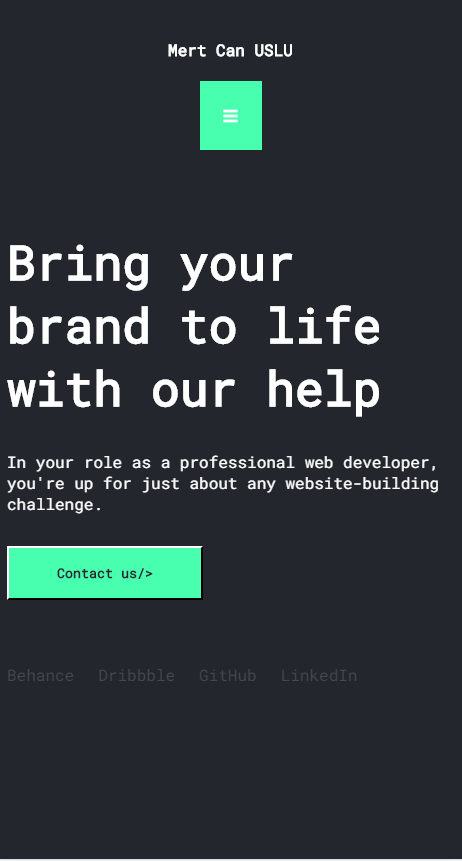 Mert Can USLU
Bring your
brand to life
with our help
In your role as a professional web developer,
you're up for just about any website-building
challenge.
Contact us/>
Behance Dribbble GitHub LinkedIn